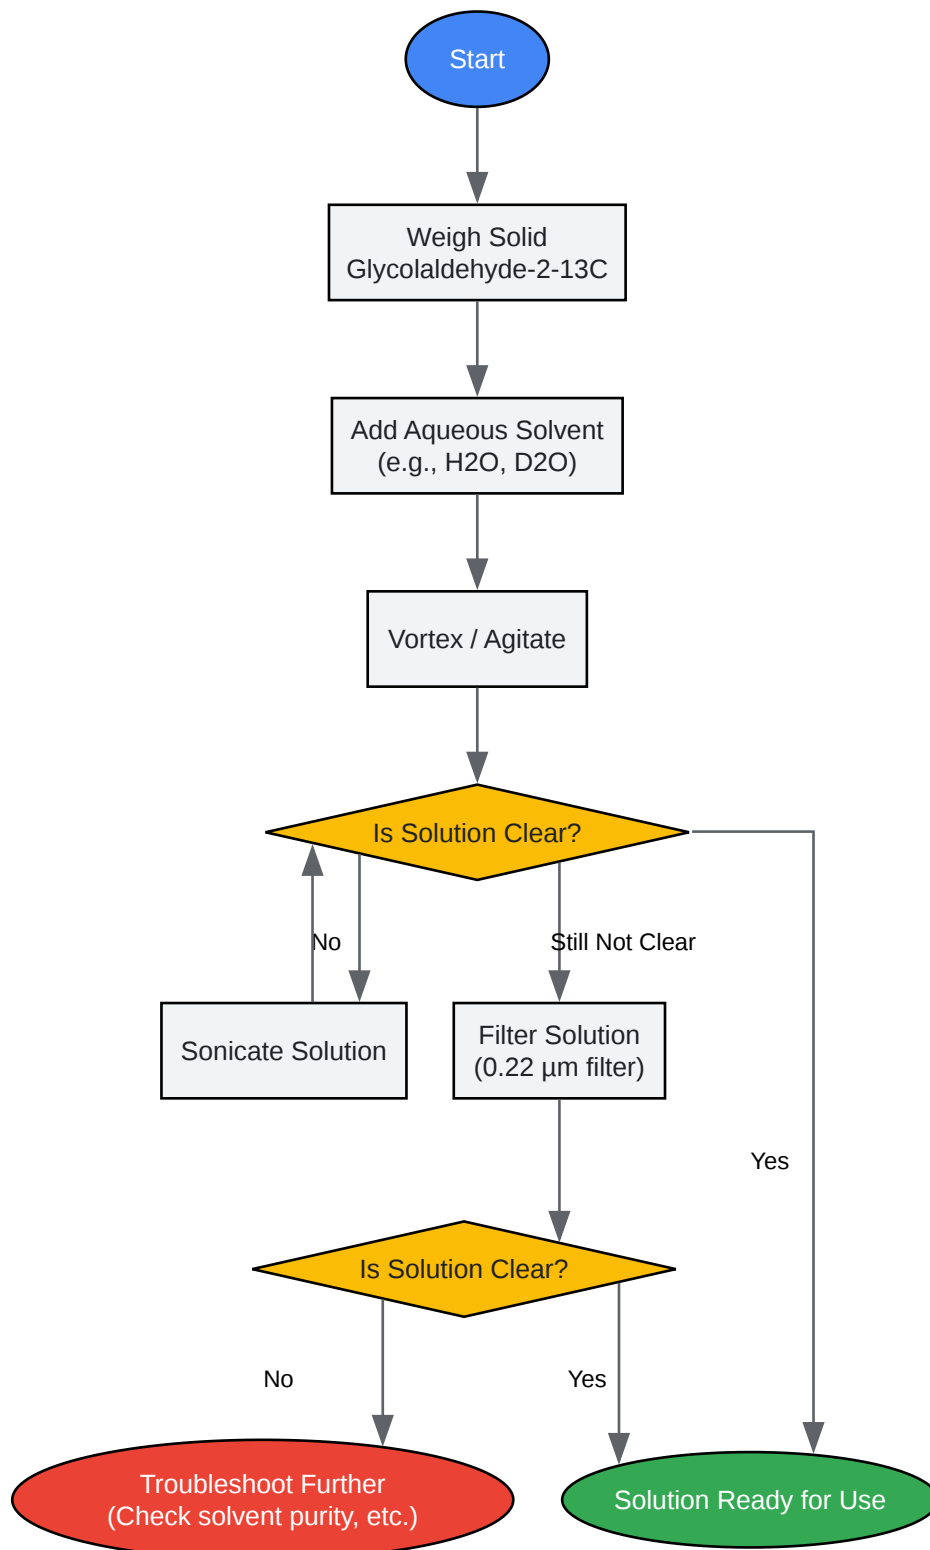 Start
Weigh Solid
Glycolaldehyde-2-13C
Add Aqueous Solvent
(e.g., H2O, D2O)
Vortex / Agitate
Is Solution Clear?
No
Still Not Clear
Sonicate Solution
Filter Solution
(0.22 µm filter)
Yes
Is Solution Clear?
No
Yes
Troubleshoot Further
(Check solvent purity, etc.)
Solution Ready for Use